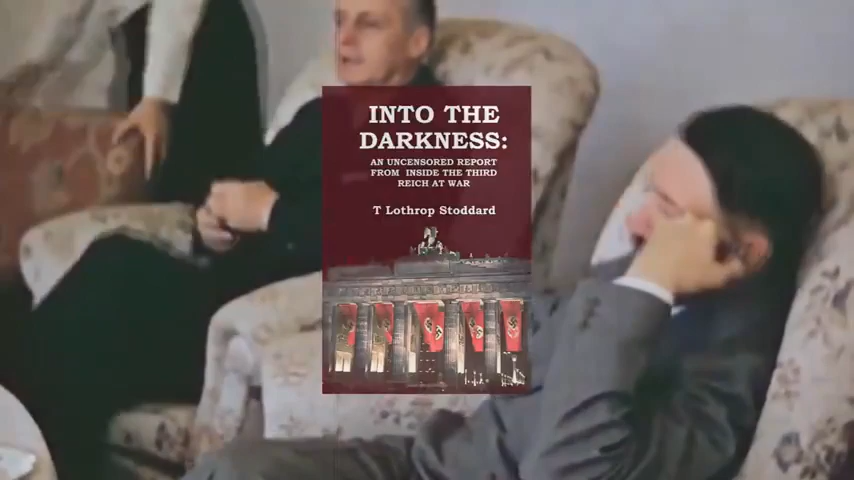 INTO THE
DARKNESS:
AN UNCENSORED REPORT
FROM INSIDE THE THIRD
REICH AT WAR
T Lothrop Stoddard